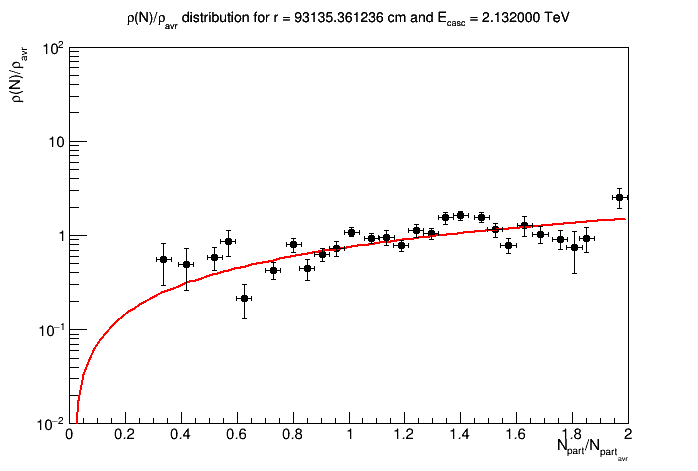 ρ(N)/ρavr distribution for r = 93135.361236 cm and Ecasc = 2.132000 TeV
ρ(N)/ρavr
10²
10
1
10⁻¹
10⁻²
0 0.2 0.4 0.6 0.8 1 1.2 1.4 1.6 1.8 2
Npart/Npartavr